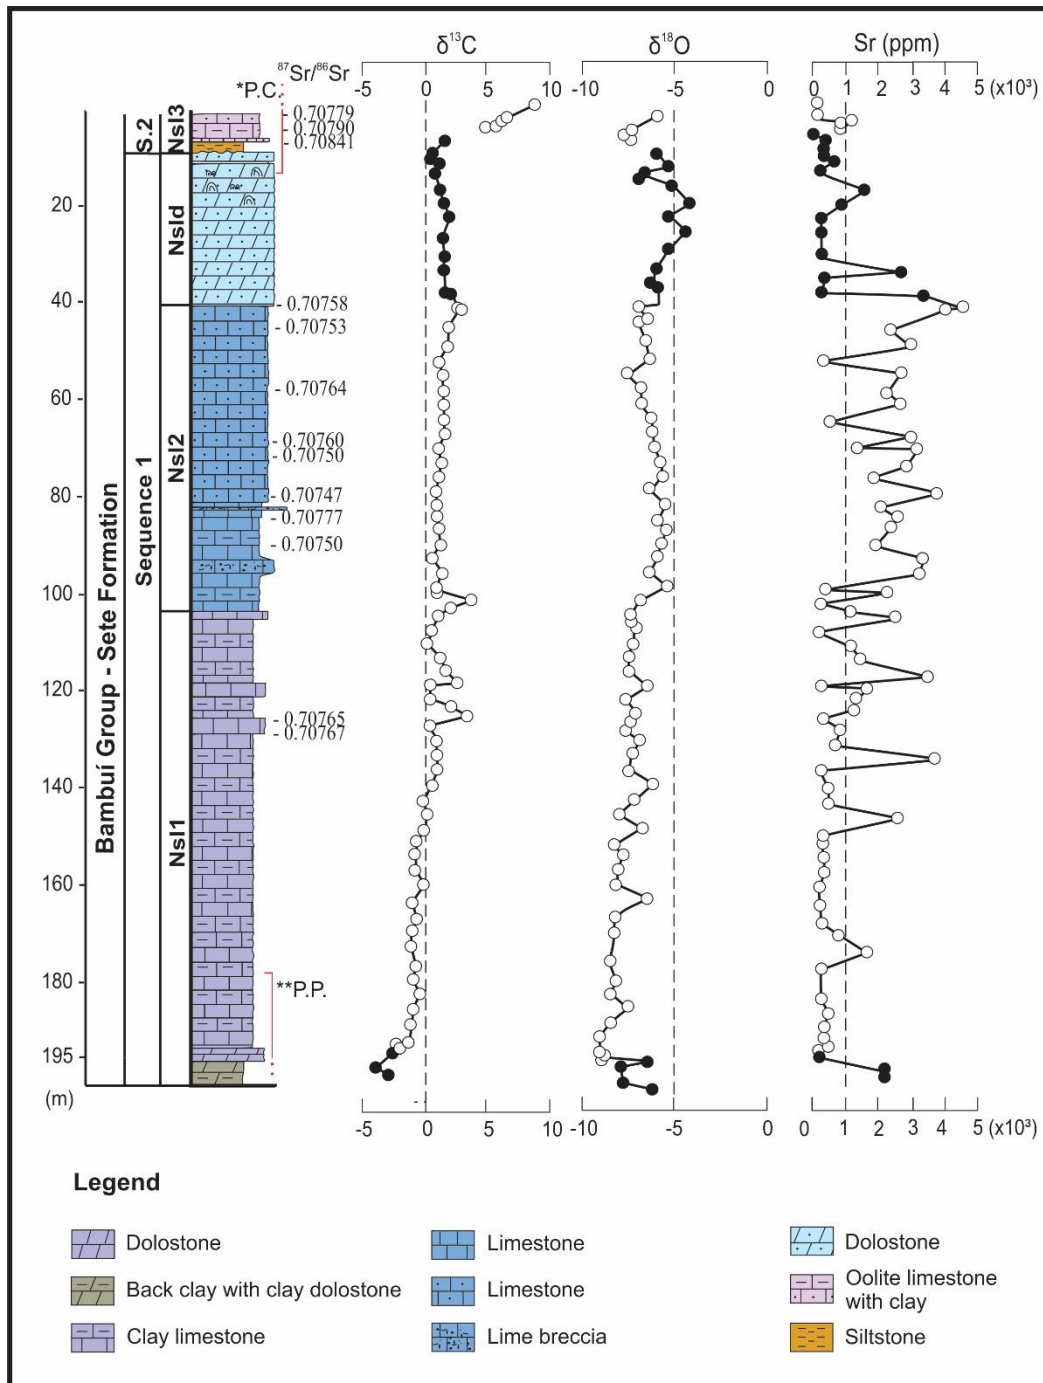 δ¹³C
δ¹⁸O
Sr (ppm)
⁸⁷Sr/⁸⁶Sr
*P.C.
-5 0 5 10
-10 -5 0
0 1 2 3 4 5 (x10³)
S.2
Nsl3
- 0.70779
- 0.70790
- 0.70841
20
Nsld
40
- 0.70758
- 0.70753
60
- 0.70764
Nsl2
- 0.70760
- 0.70750
80
- 0.70747
- 0.70777
- 0.70750
Bambuí Group - Sete Formation
Sequence 1
100
120
- 0.70765
- 0.70767
140
Nsl1
160
180
**P.P.
195
(m)
-5 0 5 10
-10 -5 0
0 1 2 3 4 5 (x10³)
Legend
Dolostone
Back clay with clay dolostone
Clay limestone
Limestone
Limestone
Lime breccia
Dolostone
Oolite limestone
with clay
Siltstone